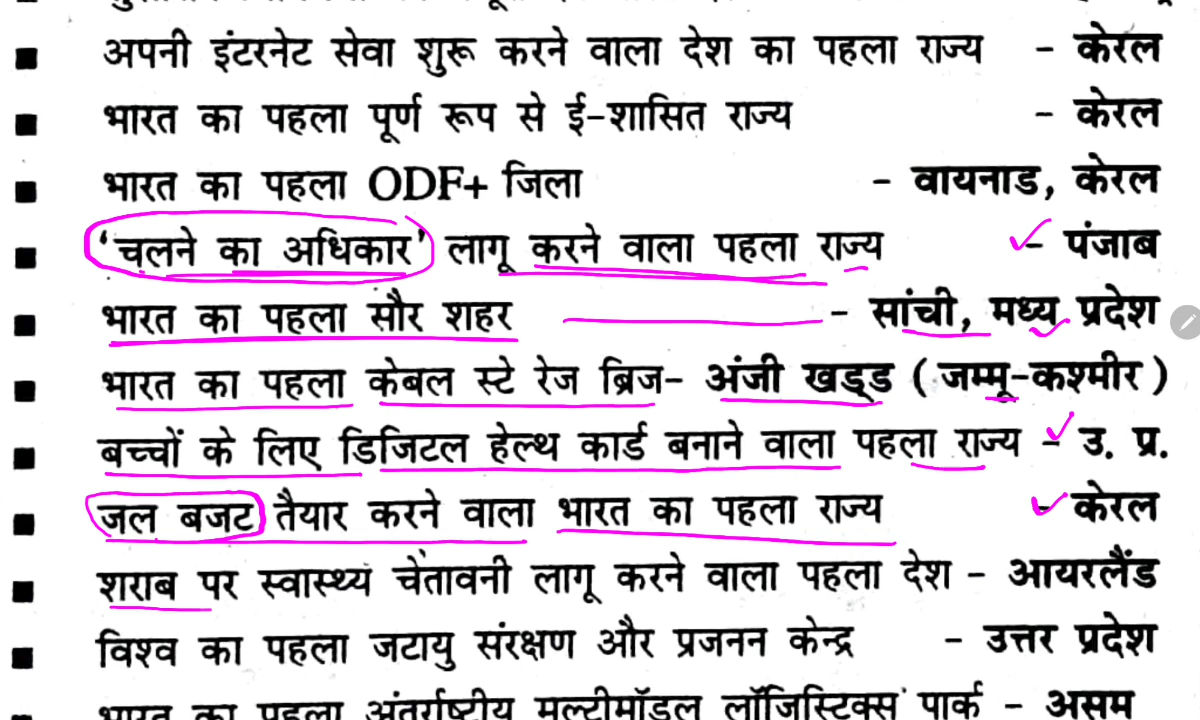 ■ अपनी इंटरनेट सेवा शुरू करने वाला देश का पहला राज्य - केरल
■ भारत का पहला पूर्ण रूप से ई-शासित राज्य - केरल
■ भारत का पहला ODF+ जिला - वायनाड, केरल
■ 'चलने का अधिकार' लागू करने वाला पहला राज्य - पंजाब
■ भारत का पहला सौर शहर - सांची, मध्य प्रदेश
■ भारत का पहला केबल स्टे रेज ब्रिज- अंजी खड्ड (जम्मू-कश्मीर)
■ बच्चों के लिए डिजिटल हेल्थ कार्ड बनाने वाला पहला राज्य - उ. प्र.
■ जल बजट तैयार करने वाला भारत का पहला राज्य - केरल
■ शराब पर स्वास्थ्य चेतावनी लागू करने वाला पहला देश - आयरलैंड
■ विश्व का पहला जटायु संरक्षण और प्रजनन केन्द्र - उत्तर प्रदेश
■ भारत का पहला अंतर्राष्ट्रीय मल्टीमॉडल लॉजिस्टिक्स पार्क - असम